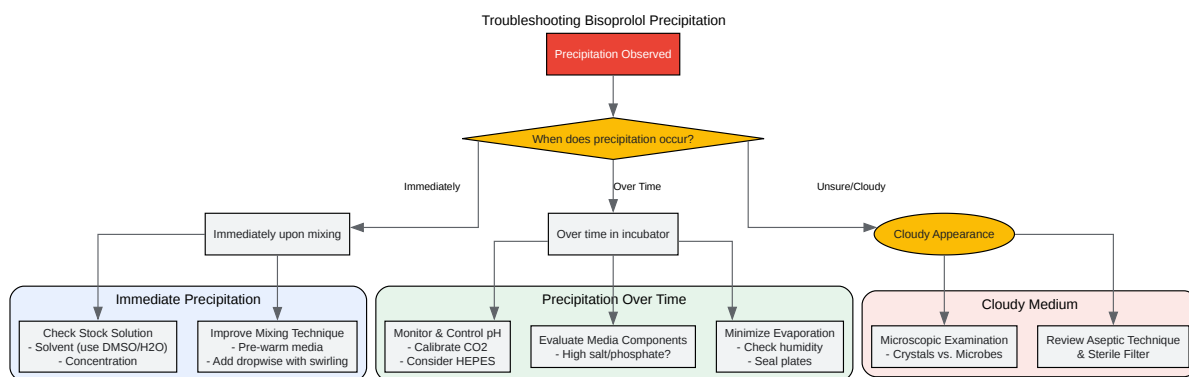 Troubleshooting Bisoprolol Precipitation
Precipitation Observed
When does precipitation occur?
Immediately
Over Time
Unsure/Cloudy
Immediately upon mixing
Over time in incubator
Cloudy Appearance
Immediate Precipitation
Check Stock Solution
- Solvent (use DMSO/H2O)
- Concentration
Improve Mixing Technique
- Pre-warm media
- Add dropwise with swirling
Precipitation Over Time
Monitor & Control pH
- Calibrate CO2
- Consider HEPES
Evaluate Media Components
- High salt/phosphate?
Minimize Evaporation
- Check humidity
- Seal plates
Cloudy Medium
Microscopic Examination
- Crystals vs. Microbes
Review Aseptic Technique
& Sterile Filter